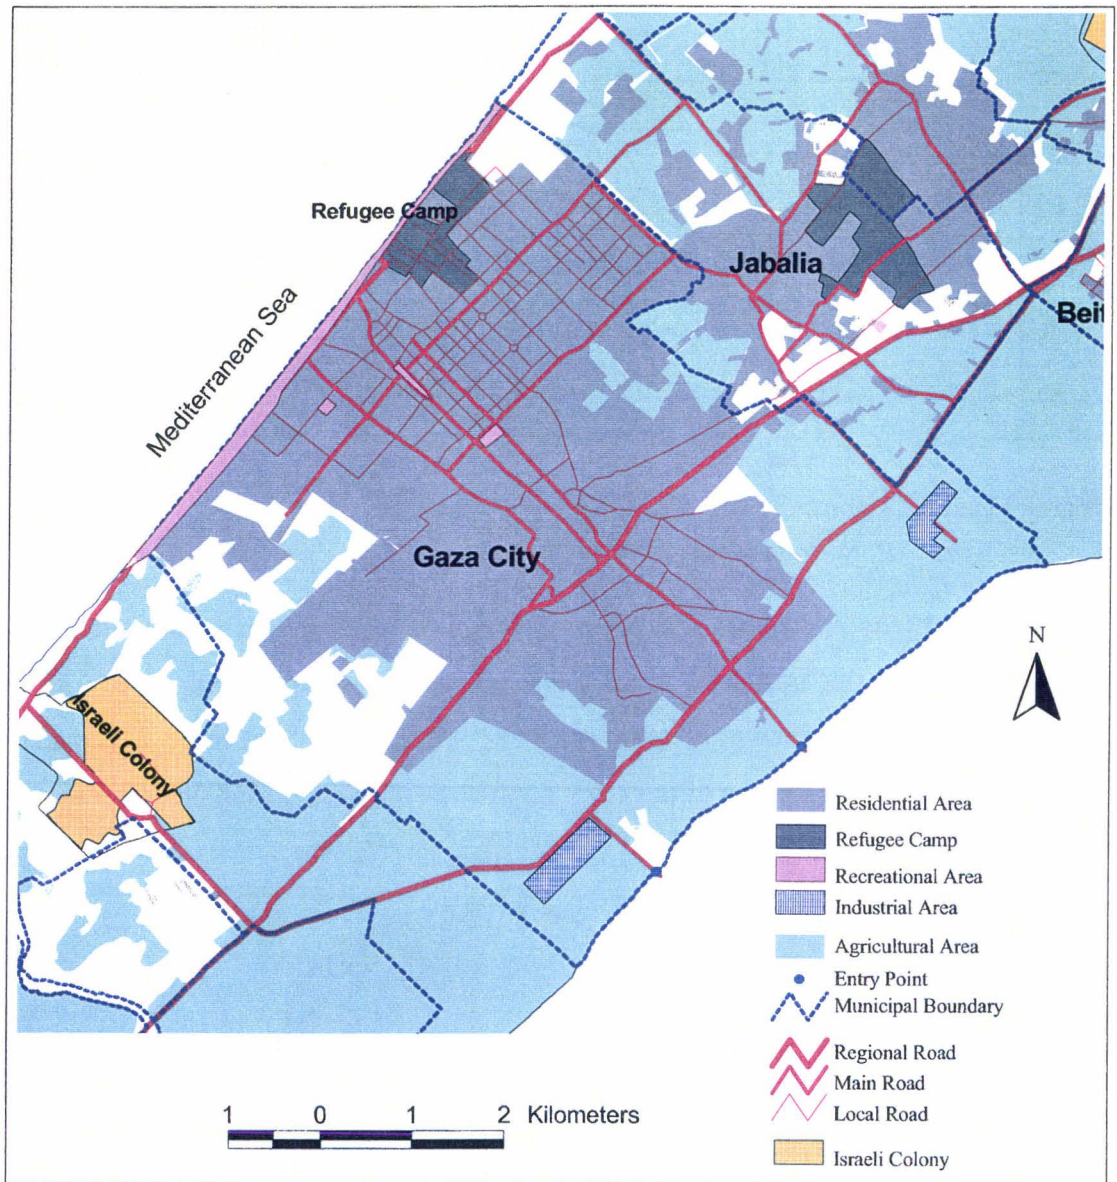 Refugee Camp
Jabalia
Beit
Mediterranean Sea
Gaza City
Israeli Colony
N
Residential Area
Refugee Camp
Recreational Area
Industrial Area
Agricultural Area
Entry Point
Municipal Boundary
Regional Road
Main Road
Local Road
Israeli Colony
1 0 1 2 Kilometers